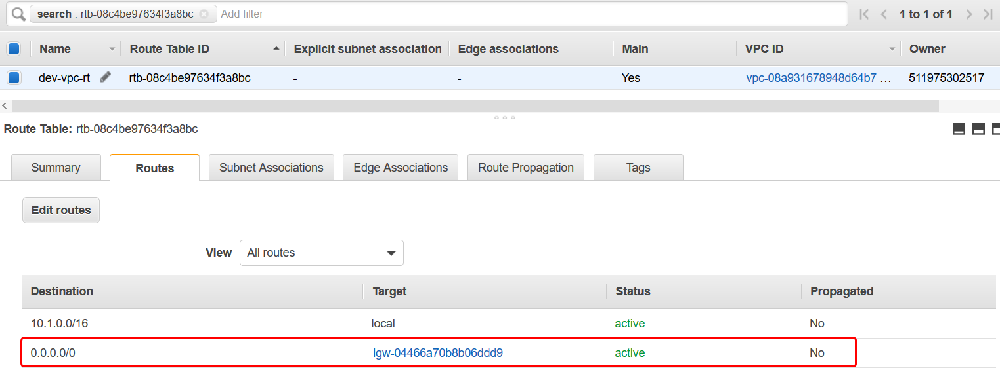 search : rtb-08c4be97634f3a8bc Add filter 1 to 1 of 1
Name Route Table ID Explicit subnet association Edge associations Main VPC ID Owner
dev-vpc-rt rtb-08c4be97634f3a8bc - - Yes vpc-08a931678948d64b7 ... 511975302517
Route Table: rtb-08c4be97634f3a8bc
Summary Routes Subnet Associations Edge Associations Route Propagation Tags
Edit routes
View All routes
Destination Target Status Propagated
10.1.0.0/16 local active No
0.0.0.0/0 igw-04466a70b8b06ddd9 active No